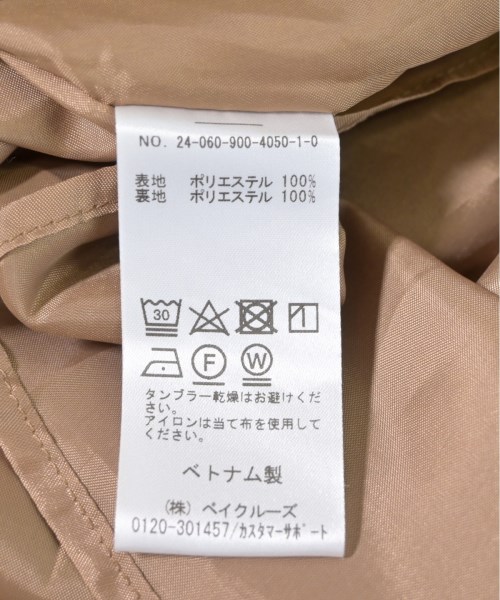 NO. 24-060-900-4050-1-0
表地 ポリエステル 100%
裏地 ポリエステル 100%
30
F W
タンブラー乾燥はお避けくださ
い。
アイロンは当て布を使用して
ください。
ベトナム製
(株) ベイクルーズ
0120-301457/ｶｽﾀﾏｰｻﾎﾟｰﾄ